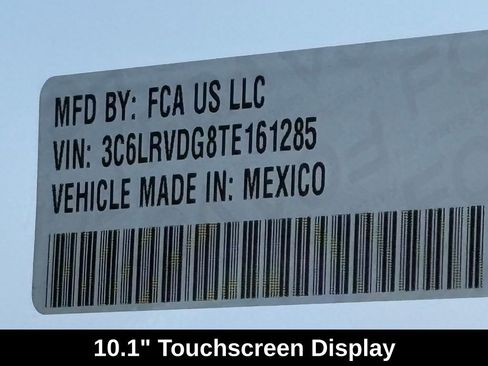 MFD BY: FCA US LLC
VIN: 3C6LRVDG8TE161285
VEHICLE MADE IN: MEXICO
10.1" Touchscreen Display